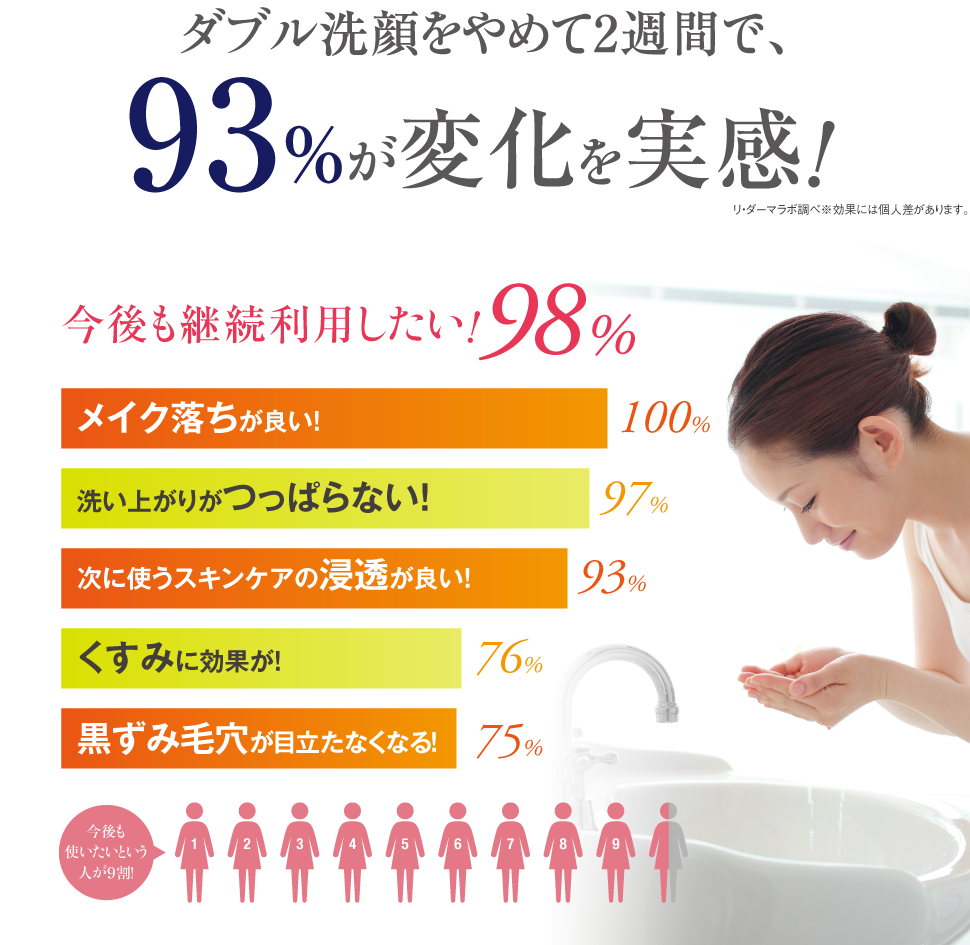 ダブル洗顔をやめて2週間で、
93%が変化を実感!
リ・ダーマラボ調べ※効果には個人差があります。
今後も継続利用したい!98%
メイク落ちが良い! 100%
洗い上がりがつっぱらない! 97%
次に使うスキンケアの浸透が良い! 93%
くすみに効果が! 76%
黒ずみ毛穴が目立たなくなる! 75%
今後も
使いたいという
人が9割!
1 2 3 4 5 6 7 8 9